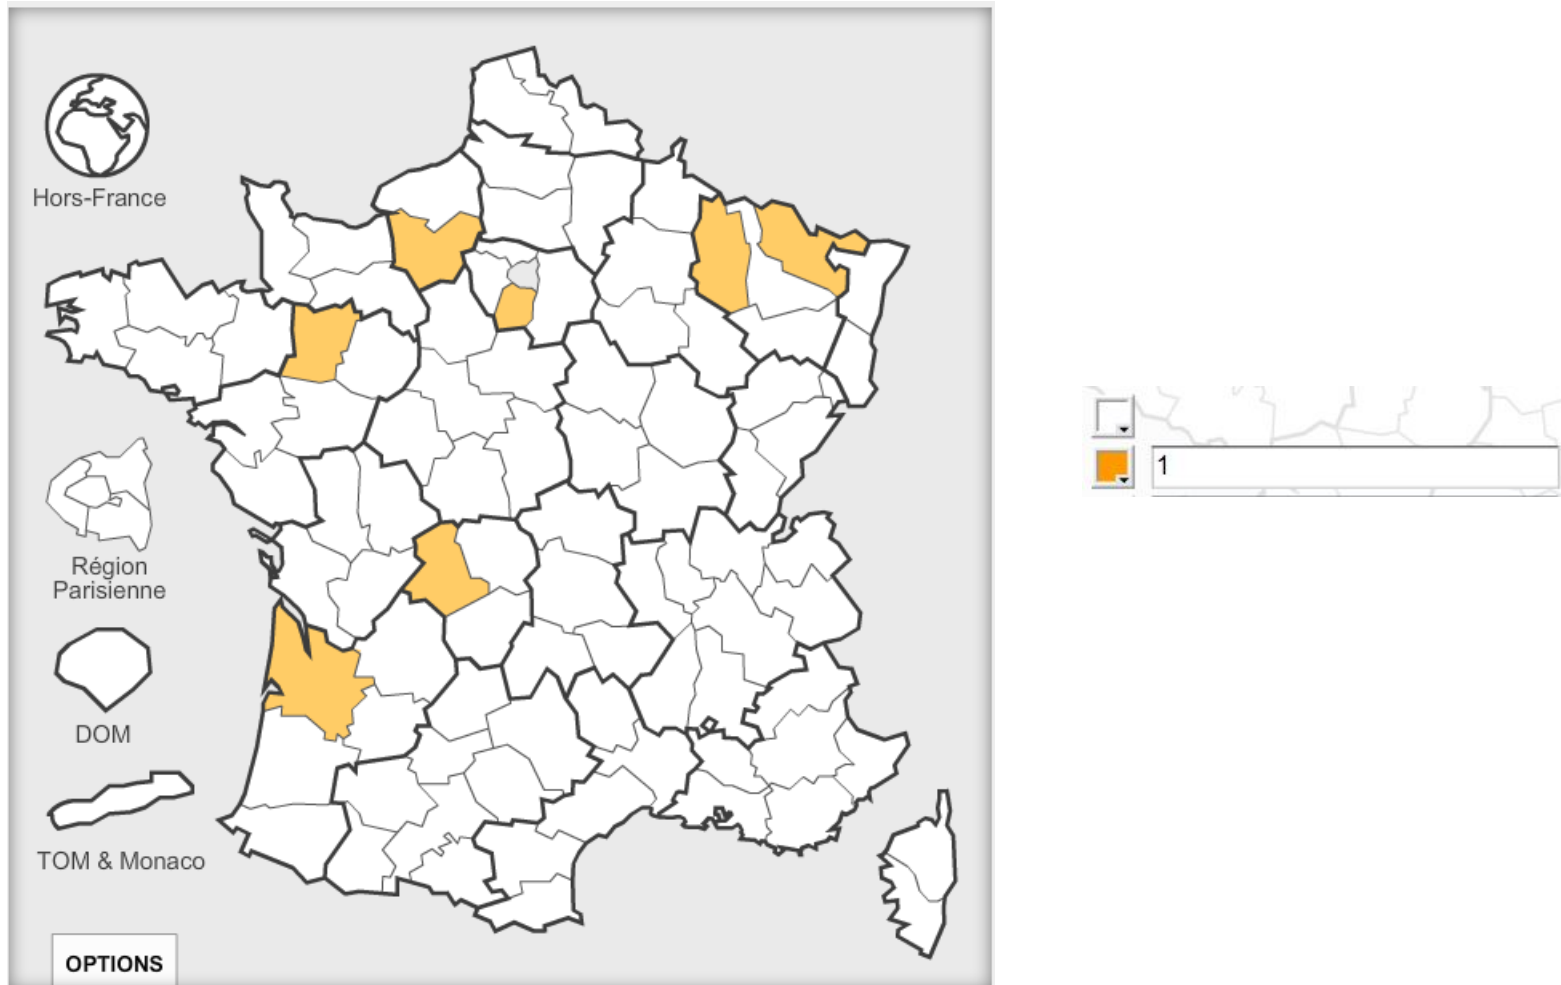 Hors-France
Région
Parisienne
DOM
TOM & Monaco
OPTIONS
1